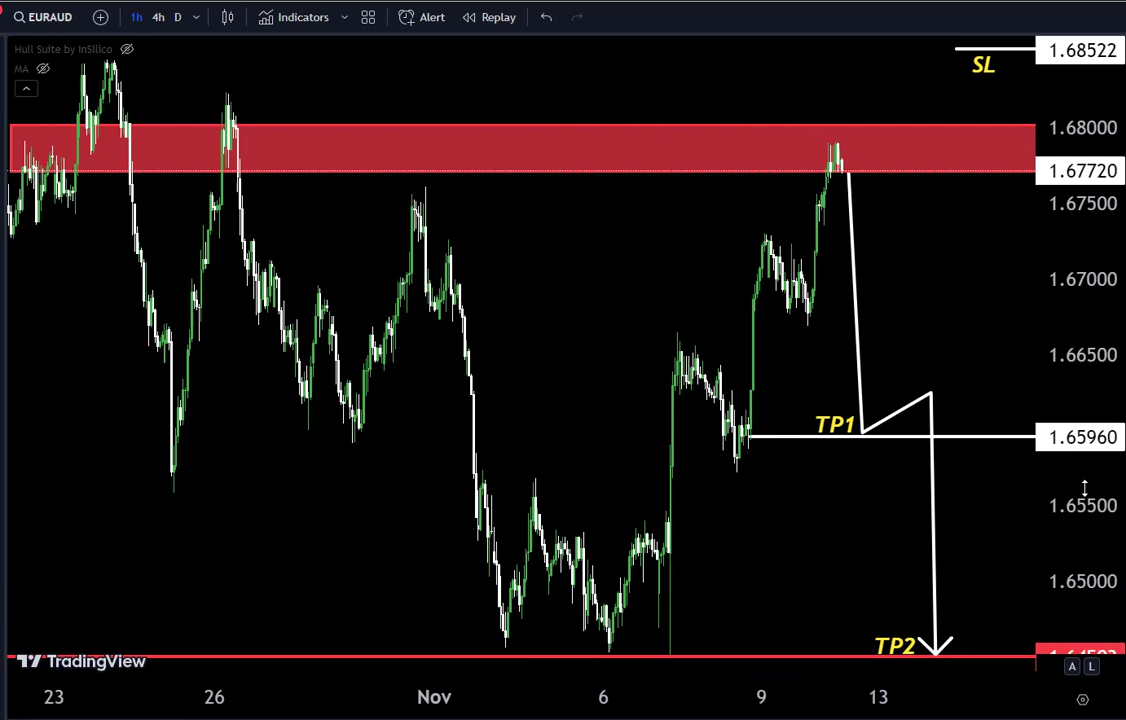 EURAUD 1h 4h D Indicators Alert Replay
Hull Suite by InSilico
MA
SL
1.68522
1.68000
1.67720
1.67500
1.67000
1.66500
TP1
1.65960
1.65500
1.65000
TP2
TradingView
A L
23 26 Nov 6 9 13